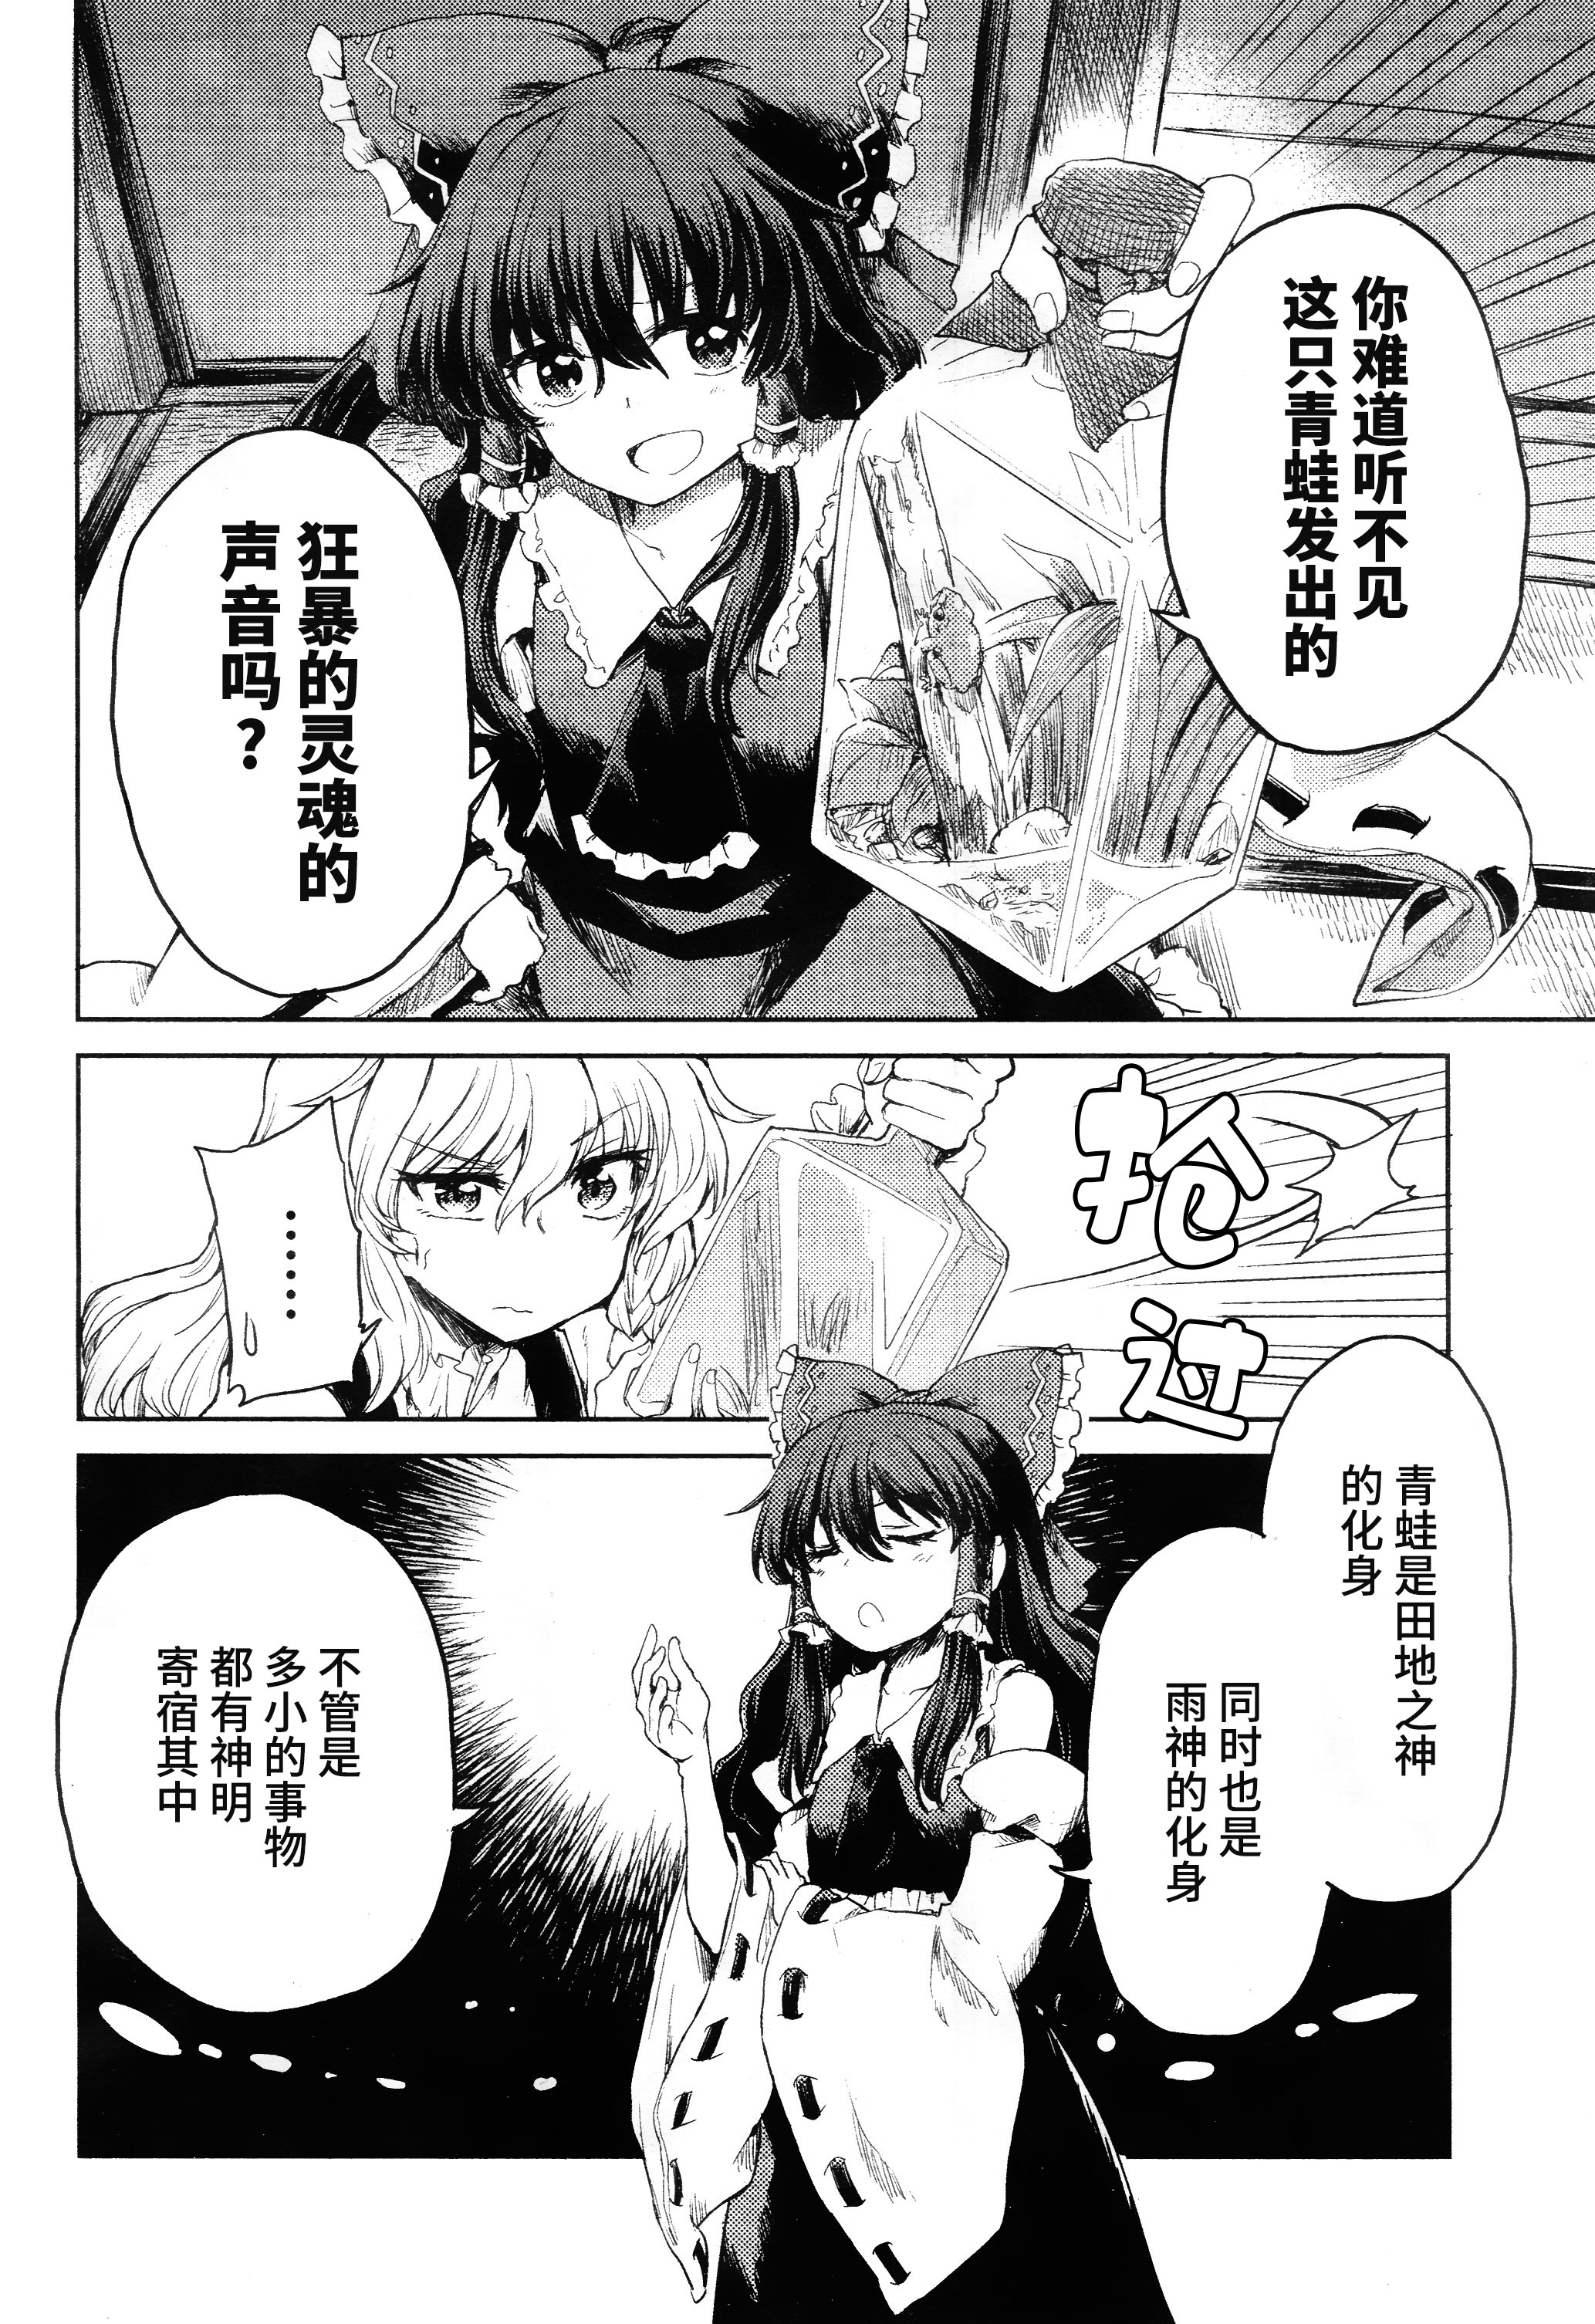 你难道听不见
这只青蛙发出的
狂暴的灵魂的
声音吗？
抢过
……
青蛙是田地之神
的化身
同时也是
雨神的化身
不管是
多小的事物
都有神明
寄宿其中